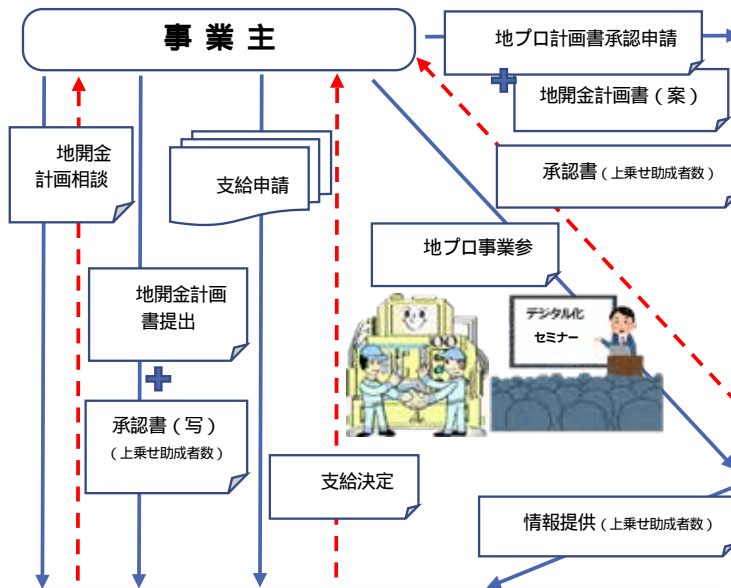 事業主
地プロ計画書承認申請
地開金計画書（案）
承認書（上乗せ助成者数）
地開金
計画相談
支給申請
地プロ事業参
地開金計画
書提出
デジタル化
セミナー
承認書（写）
（上乗せ助成者数）
支給決定
情報提供（上乗せ助成者数）